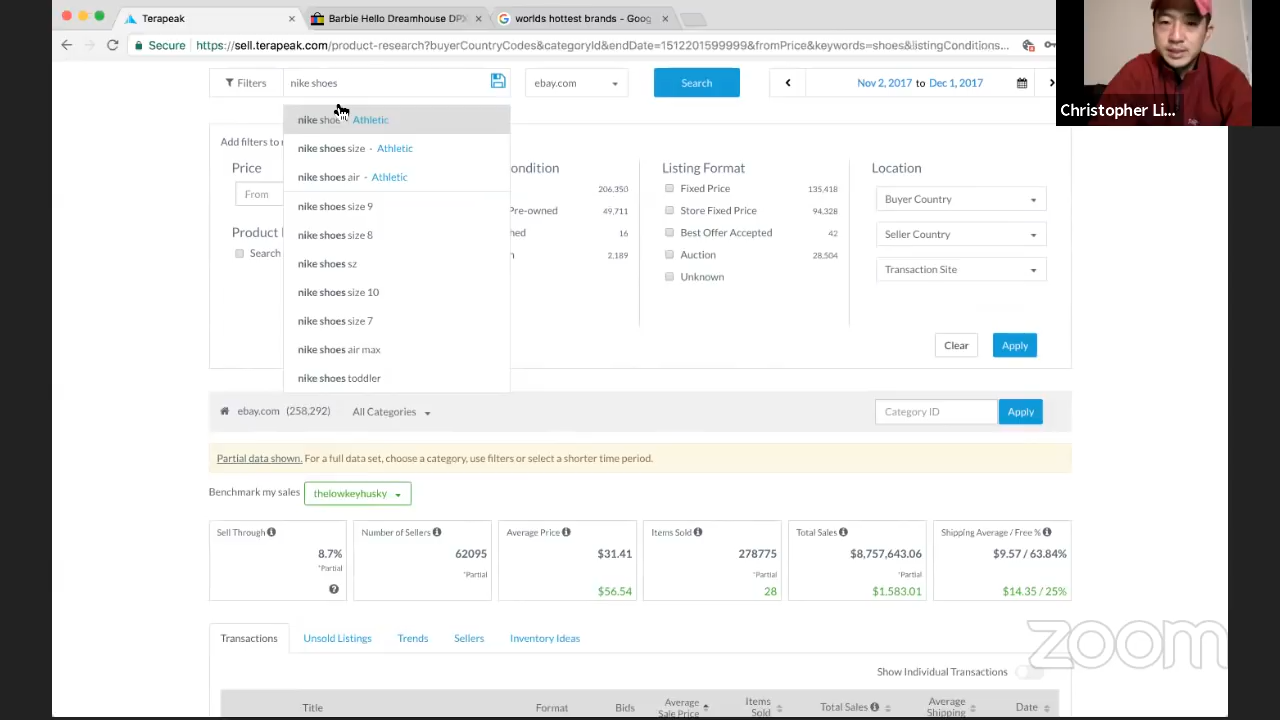 Terapeak
Barbie Hello Dreamhouse DPX
worlds hottest brands - Goog
Secure
https://sell.terapeak.com/product-research?buyerCountryCodes&categoryId&endDate=1512201599999&fromPrice&keywords=shoes&listingConditions...
Christopher Li...
Filters
nike shoes
ebay.com
Search
Nov 2, 2017 to Dec 1, 2017
nike shoes - Athletic
nike shoes size - Athletic
nike shoes air - Athletic
nike shoes size 9
nike shoes size 8
nike shoes sz
nike shoes size 10
nike shoes size 7
nike shoes air max
nike shoes toddler
Add filters to
Price
From
Product
Search
ondition
206,350
Pre-owned 49,711
ned 16
n 2,189
Listing Format
Fixed Price 135,418
Store Fixed Price 94,328
Best Offer Accepted 42
Auction 28,504
Unknown
Location
Buyer Country
Seller Country
Transaction Site
Clear
Apply
ebay.com (258,292) All Categories
Category ID
Apply
Partial data shown. For a full data set, choose a category, use filters or select a shorter time period.
Benchmark my sales thelowkeyhusky
Sell Through
8.7%
*Partial
Number of Sellers
62095
*Partial
Average Price
$31.41
$56.54
Items Sold
278775
*Partial
28
Total Sales
$8,757,643.06
*Partial
$1,583.01
Shipping Average / Free %
$9.57 / 63.84%
$14.35 / 25%
Transactions
Unsold Listings
Trends
Sellers
Inventory Ideas
zoom
Show Individual Transactions
Title
Format
Bids
Average
Sale Price
Items
Sold
Total Sales
Average
Shipping
Date